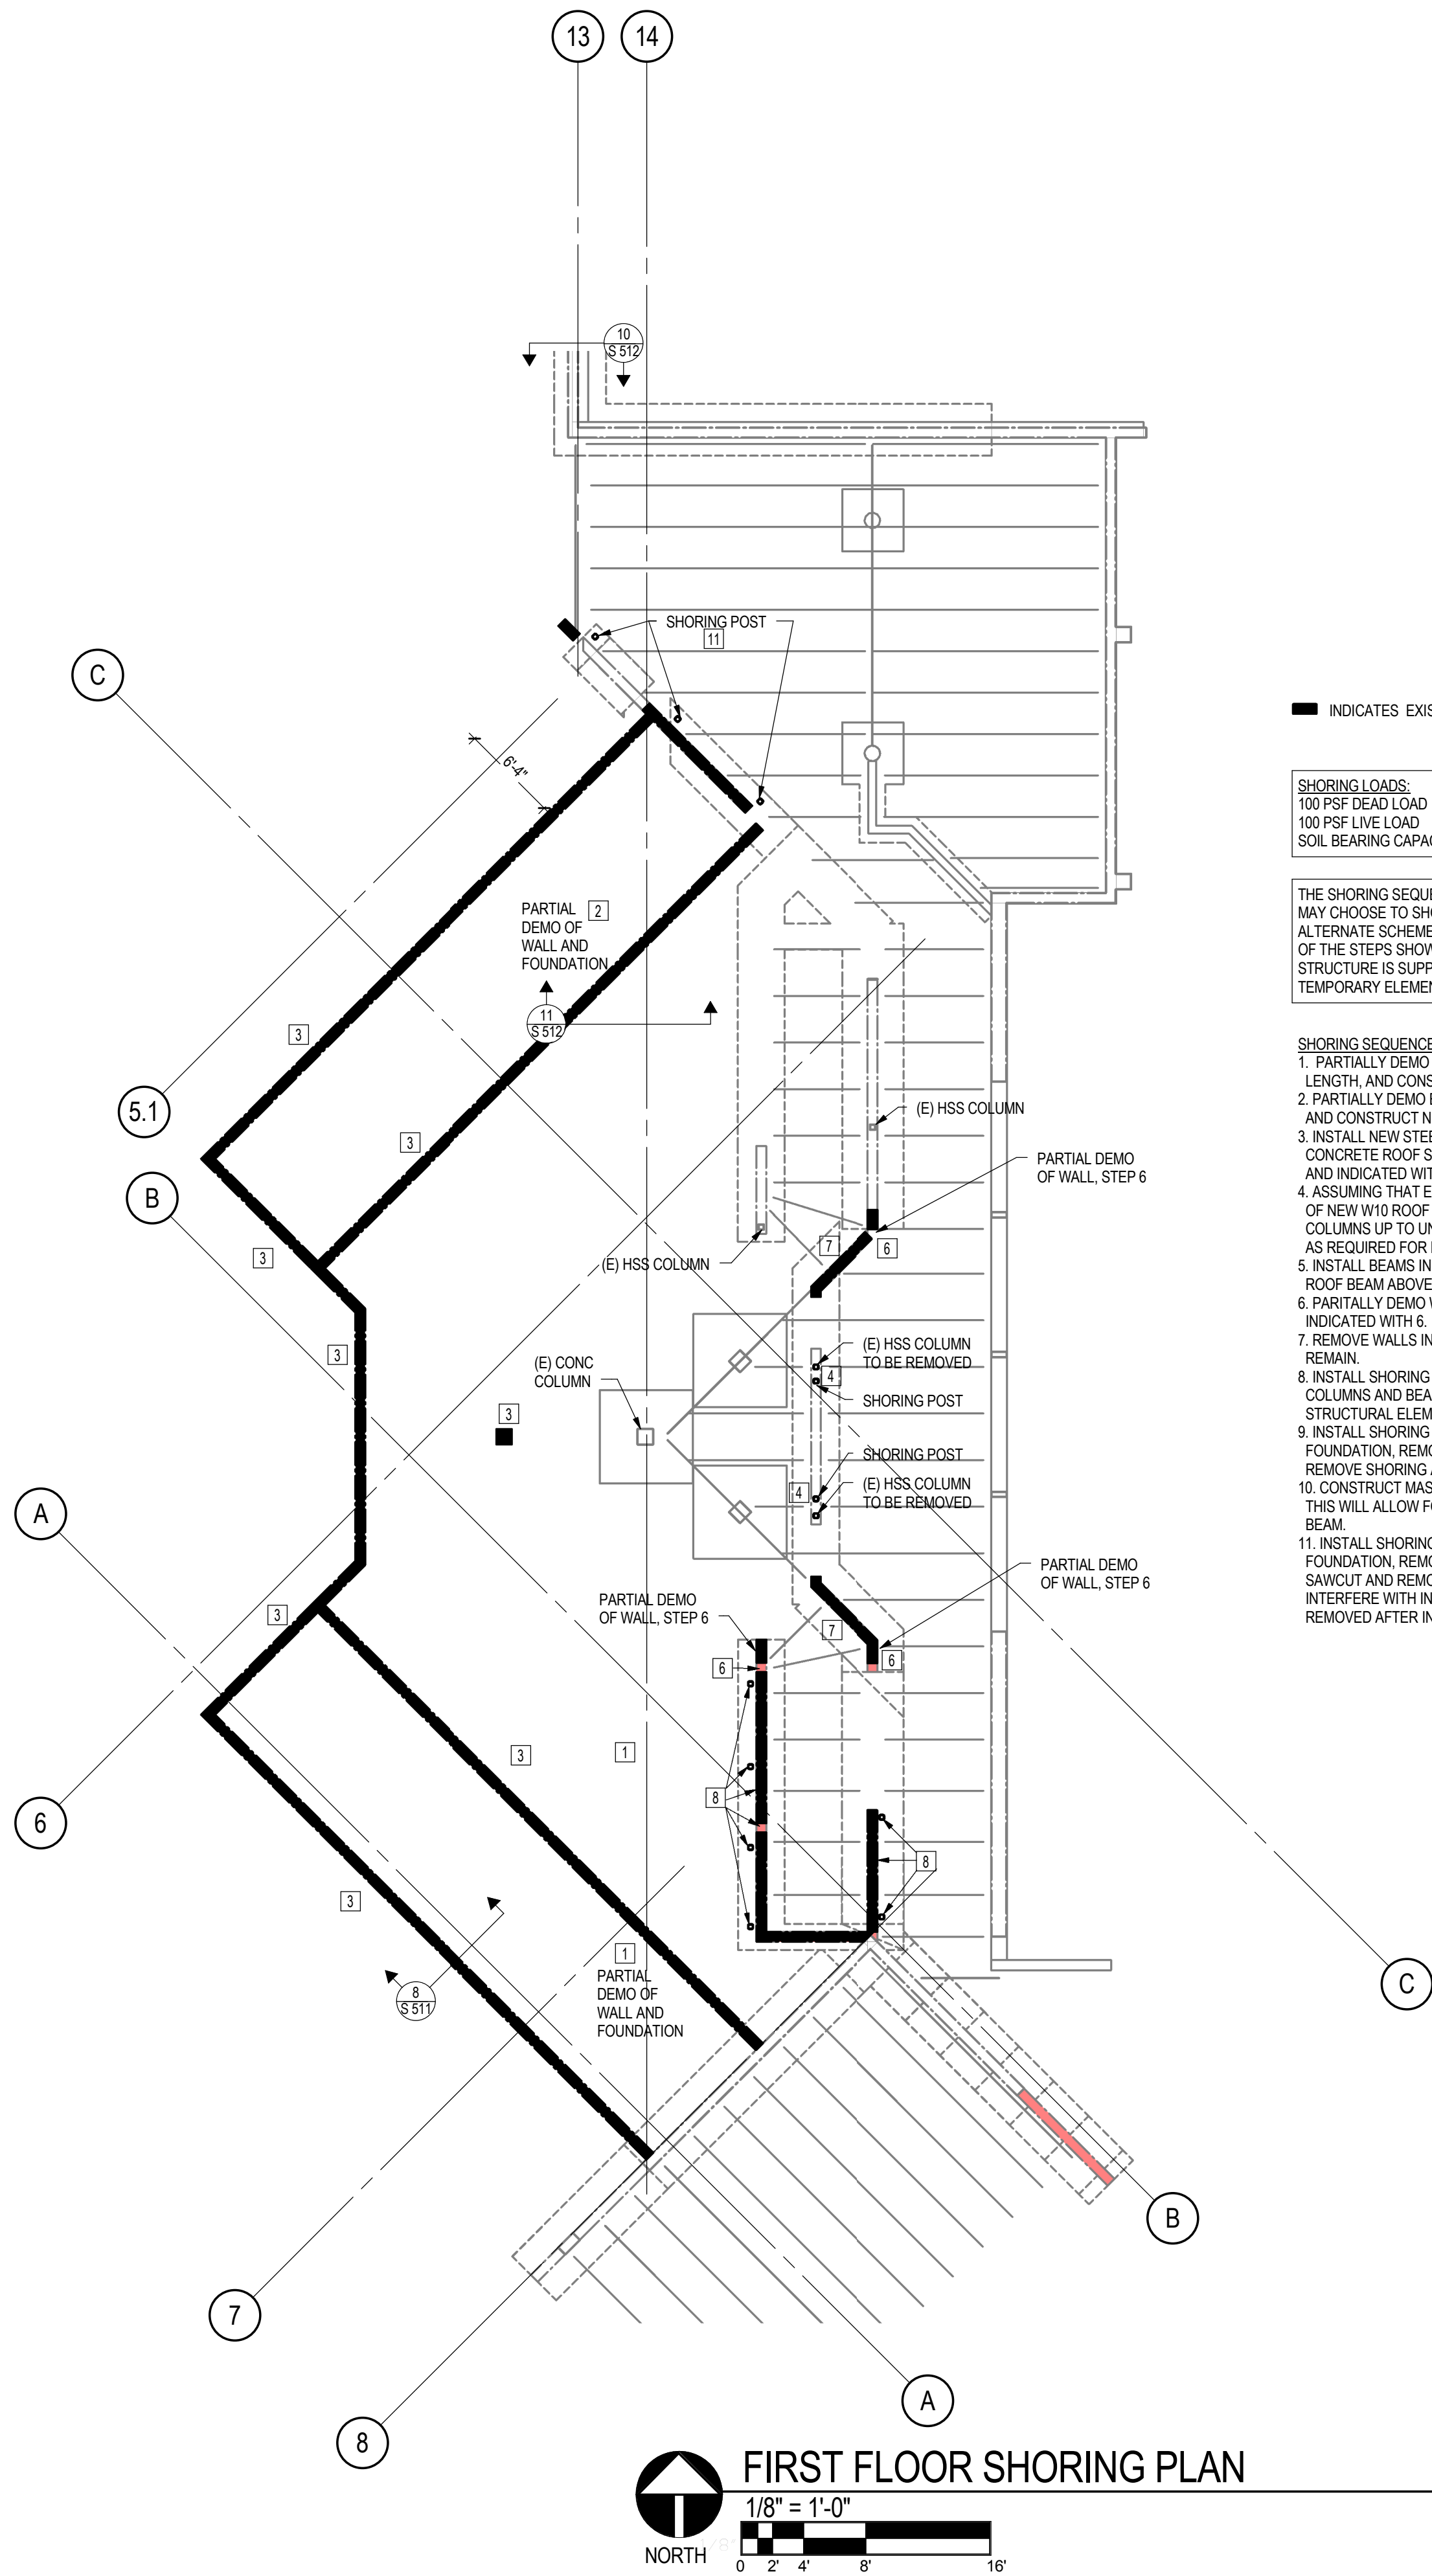 13
14
10
S 512
SHORING POST
11
C
6'-4"
INDICATES EXIS
SHORING LOADS:
100 PSF DEAD LOAD
100 PSF LIVE LOAD
SOIL BEARING CAPAC
THE SHORING SEQUE
MAY CHOOSE TO SHO
ALTERNATE SCHEME
OF THE STEPS SHOW
STRUCTURE IS SUPP
TEMPORARY ELEMEN
PARTIAL 2
DEMO OF
WALL AND
FOUNDATION
11
S 512
3
5.1
3
B
3
3
(E) HSS COLUMN
PARTIAL DEMO
OF WALL, STEP 6
7
6
(E) HSS COLUMN
SHORING SEQUENCE
1. PARTIALLY DEMO
LENGTH, AND CONS
2. PARTIALLY DEMO E
AND CONSTRUCT N
3. INSTALL NEW STEE
CONCRETE ROOF S
AND INDICATED WIT
4. ASSUMING THAT E
OF NEW W10 ROOF
COLUMNS UP TO UN
AS REQUIRED FOR
5. INSTALL BEAMS IN
ROOF BEAM ABOVE
6. PARITALLY DEMO W
INDICATED WITH 6.
7. REMOVE WALLS IN
REMAIN.
8. INSTALL SHORING
COLUMNS AND BEA
STRUCTURAL ELEM
9. INSTALL SHORING
FOUNDATION, REMO
REMOVE SHORING A
10. CONSTRUCT MAS
THIS WILL ALLOW FO
BEAM.
11. INSTALL SHORING
FOUNDATION, REMO
SAWCUT AND REMO
INTERFERE WITH IN
REMOVED AFTER IN
(E) CONC
COLUMN
3
(E) HSS COLUMN
TO BE REMOVED
4
SHORING POST
SHORING POST
4
(E) HSS COLUMN
TO BE REMOVED
A
PARTIAL DEMO
OF WALL, STEP 6
PARTIAL DEMO
OF WALL, STEP 6
3
7
6
6
3
1
8
6
8
3
1
PARTIAL
DEMO OF
WALL AND
FOUNDATION
8
S 511
C
B
7
A
8
FIRST FLOOR SHORING PLAN
1/8" = 1'-0"
NORTH
1/8"
0 2' 4' 8' 16'